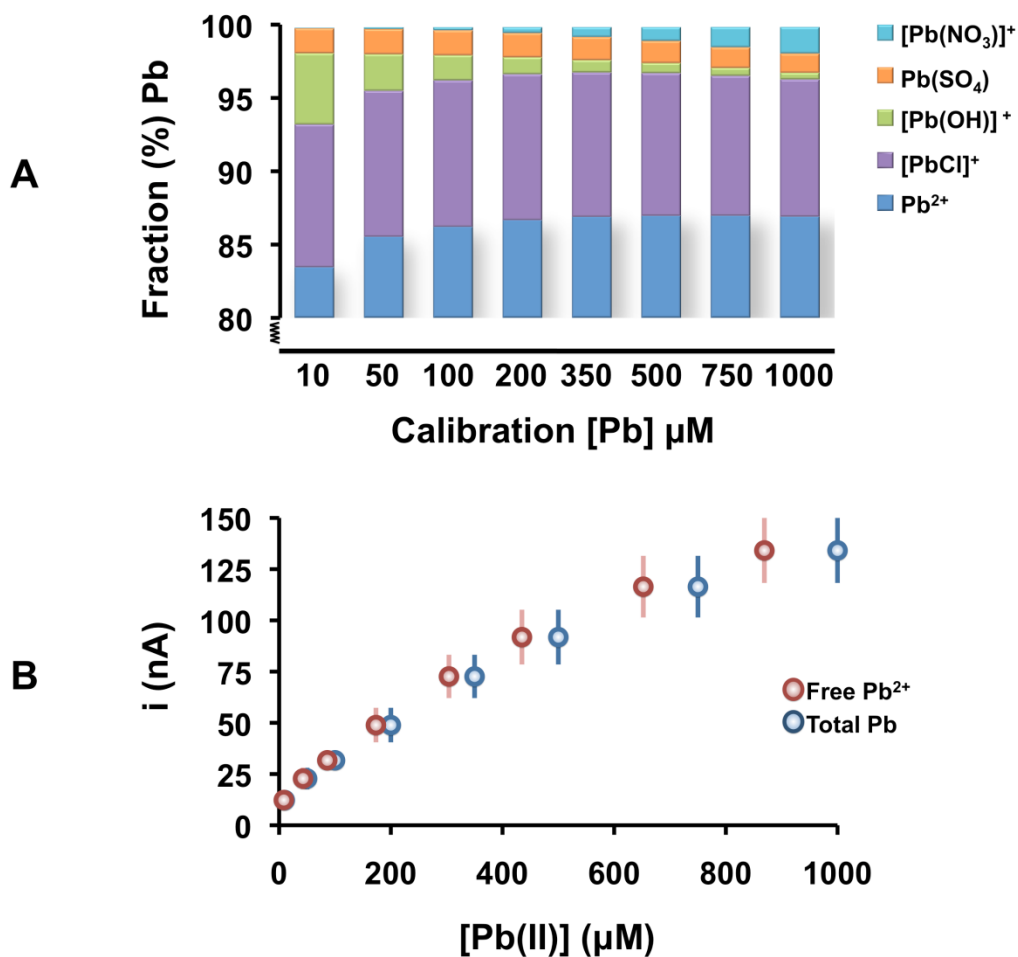 A
Fraction (%) Pb
100
95
90
85
80
10 50 100 200 350 500 750 1000
Calibration [Pb] µM
[Pb(NO₃)]⁺
Pb(SO₄)
[Pb(OH)] ⁺
[PbCl]⁺
Pb²⁺
B
i (nA)
150
125
100
75
50
25
0
0 200 400 600 800 1000
[Pb(II)] (µM)
Free Pb²⁺
Total Pb